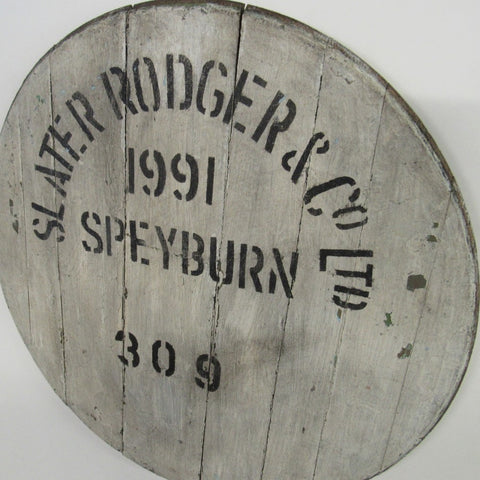 SLATER RODGER & CO LTD
1991
SPEYBURN
309